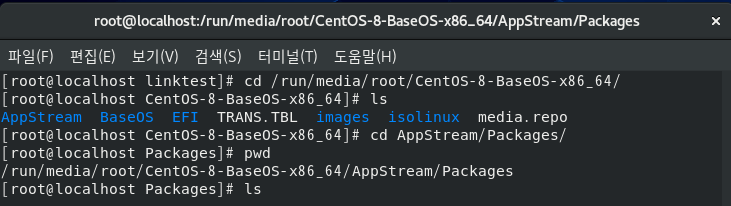 root@localhost:/run/media/root/CentOS-8-BaseOS-x86_64/AppStream/Packages ×
파일(F) 편집(E) 보기(V) 검색(S) 터미널(T) 도움말(H)
[root@localhost linktest]# cd /run/media/root/CentOS-8-BaseOS-x86_64/
[root@localhost CentOS-8-BaseOS-x86_64]# ls
AppStream BaseOS EFI TRANS.TBL images isolinux media.repo
[root@localhost CentOS-8-BaseOS-x86_64]# cd AppStream/Packages/
[root@localhost Packages]# pwd
/run/media/root/CentOS-8-BaseOS-x86_64/AppStream/Packages
[root@localhost Packages]# ls